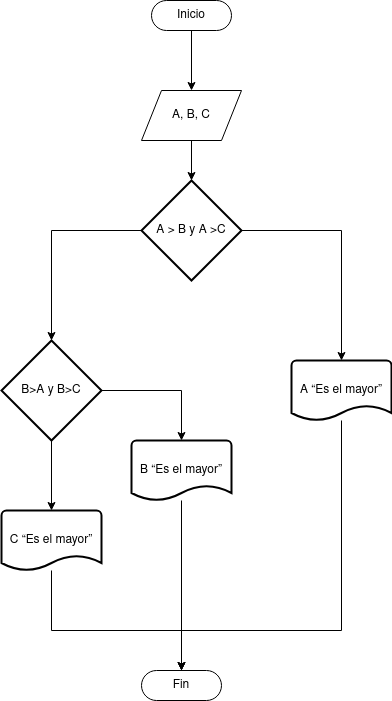 Inicio
A, B, C
A > B y A >C
B>A y B>C
A “Es el mayor”
B “Es el mayor”
C “Es el mayor”
Fin